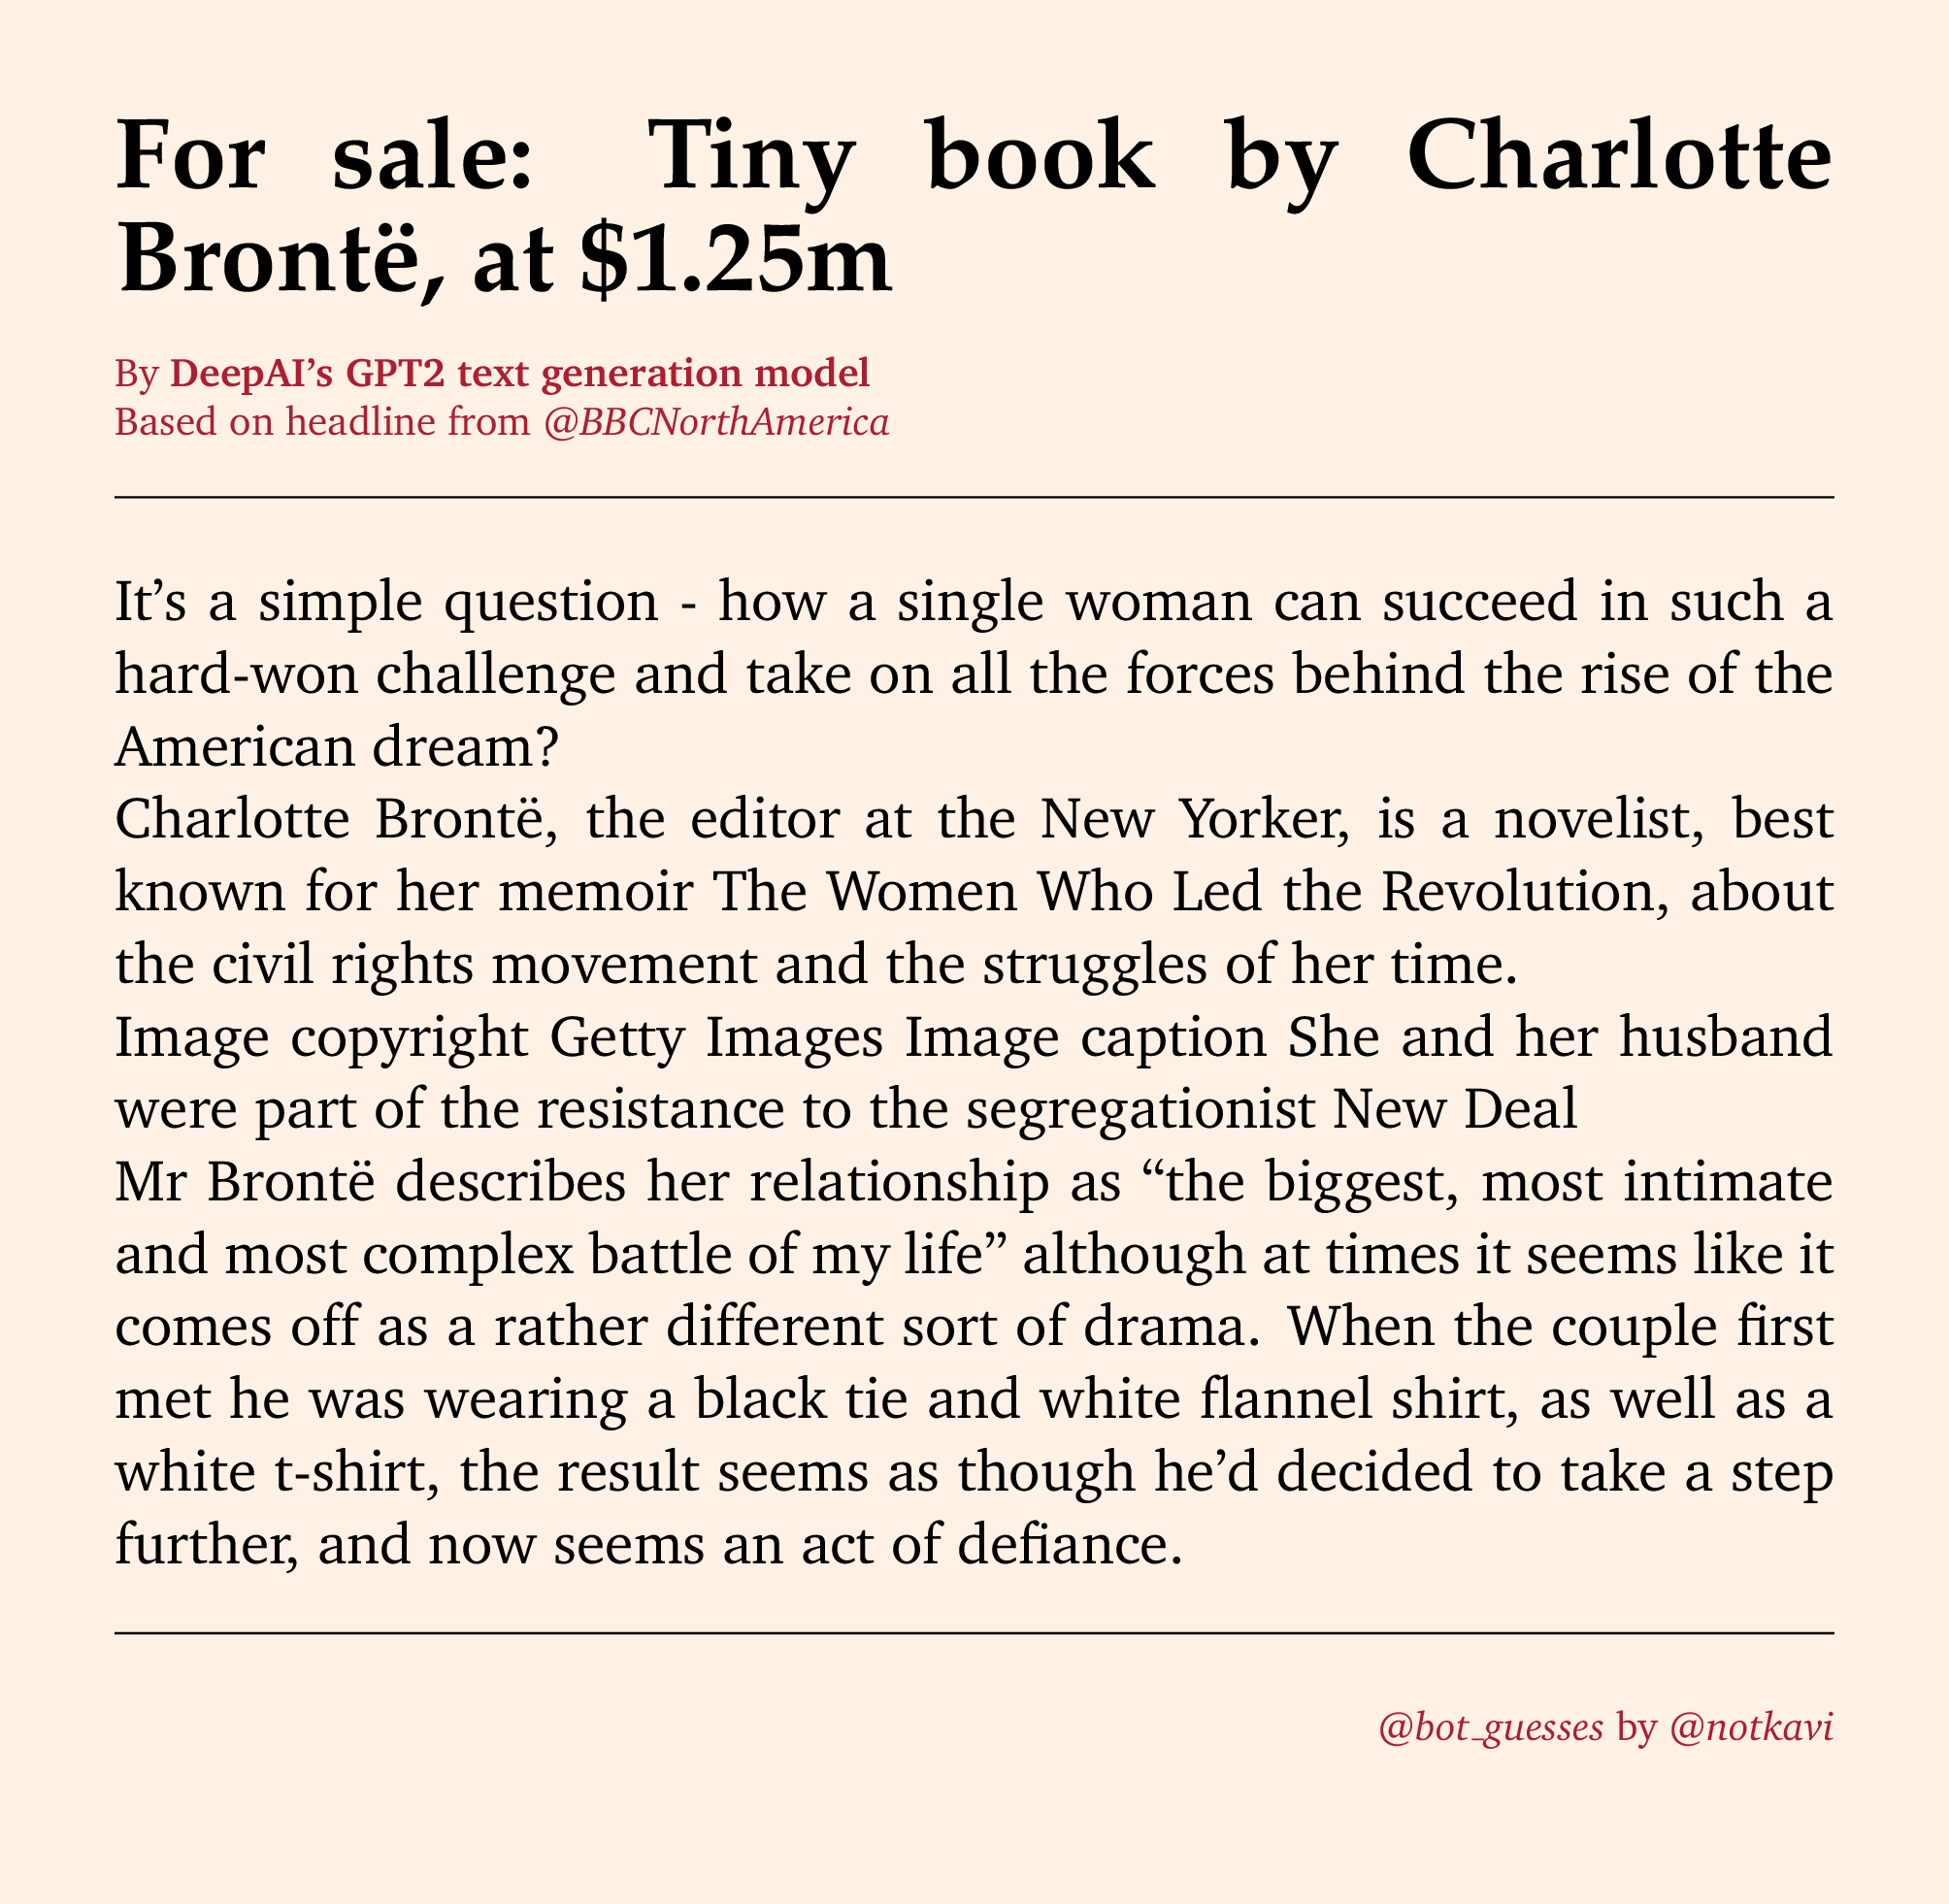 For sale: Tiny book by Charlotte
Brontë, at $1.25m
By DeepAI’s GPT2 text generation model
Based on headline from @BBCNorthAmerica
It’s a simple question - how a single woman can succeed in such a
hard-won challenge and take on all the forces behind the rise of the
American dream?
Charlotte Brontë, the editor at the New Yorker, is a novelist, best
known for her memoir The Women Who Led the Revolution, about
the civil rights movement and the struggles of her time.
Image copyright Getty Images Image caption She and her husband
were part of the resistance to the segregationist New Deal
Mr Brontë describes her relationship as “the biggest, most intimate
and most complex battle of my life” although at times it seems like it
comes off as a rather different sort of drama. When the couple first
met he was wearing a black tie and white flannel shirt, as well as a
white t-shirt, the result seems as though he’d decided to take a step
further, and now seems an act of defiance.
@bot_guesses by @notkavi